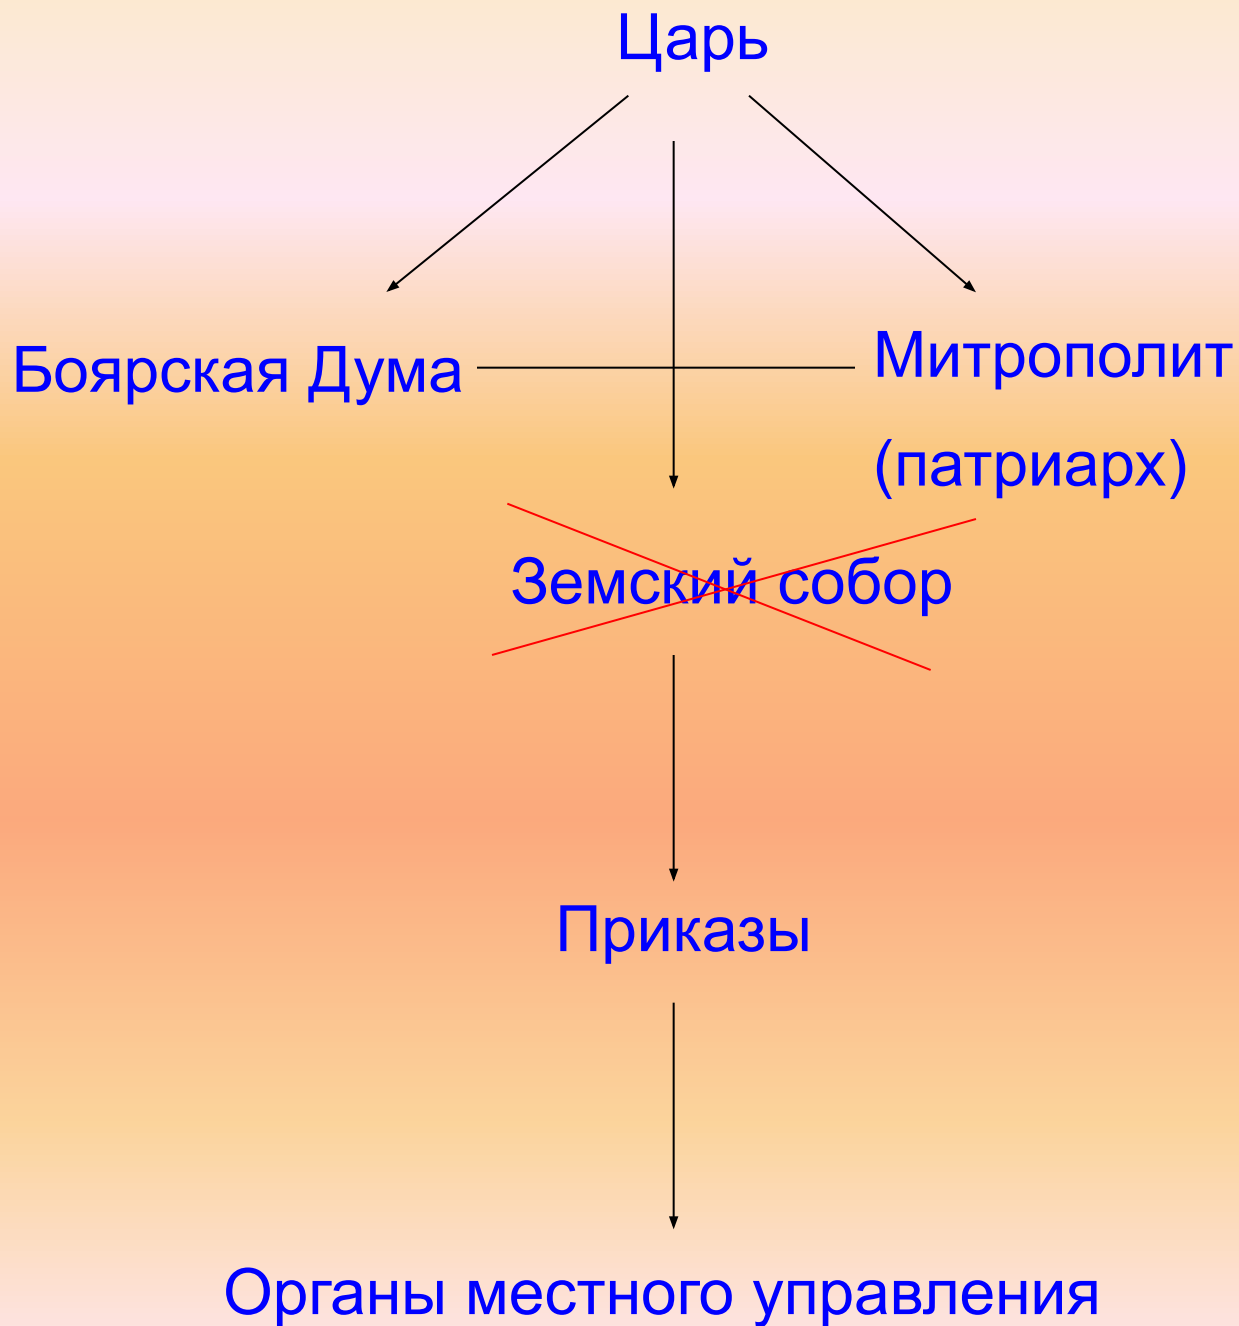 Царь
Боярская Дума
Митрополит
(патриарх)
Земский собор
Приказы
Органы местного управления